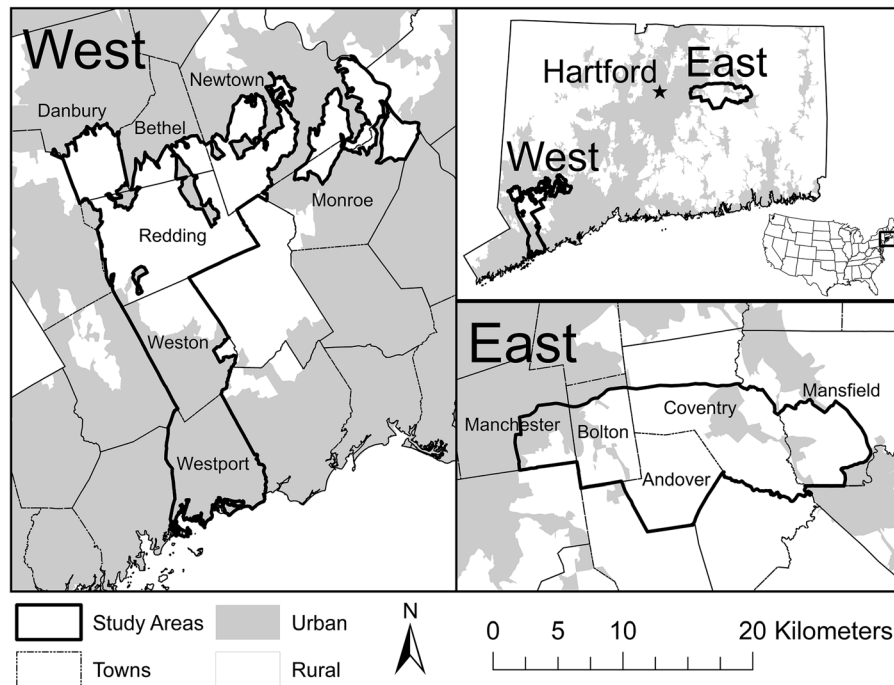 West
Danbury
Bethel
Newtown
Monroe
Redding
Weston
Westport
Hartford
East
West
East
Manchester
Bolton
Coventry
Mansfield
Andover
Study Areas
Urban
Towns
Rural
N
0 5 10 20 Kilometers